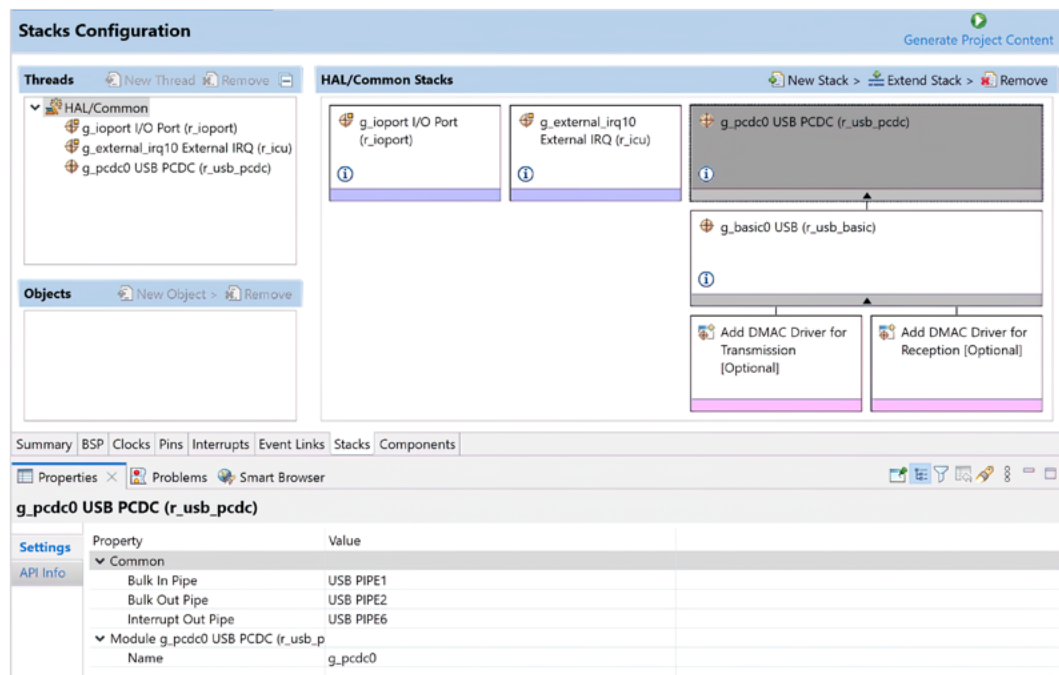 Stacks Configuration
Generate Project Content
Threads
New Thread
Remove
HAL/Common
g_ioport I/O Port (r_ioport)
g_external_irq10 External IRQ (r_icu)
g_pcdc0 USB PCDC (r_usb_pcdc)
Objects
New Object >
Remove
HAL/Common Stacks
New Stack >
Extend Stack >
Remove
g_ioport I/O Port
(r_ioport)
g_external_irq10
External IRQ (r_icu)
g_pcdc0 USB PCDC (r_usb_pcdc)
g_basic0 USB (r_usb_basic)
Add DMAC Driver for
Transmission
[Optional]
Add DMAC Driver for
Reception [Optional]
Summary BSP Clocks Pins Interrupts Event Links Stacks Components
Properties Problems Smart Browser
g_pcdc0 USB PCDC (r_usb_pcdc)
Settings
API Info
Property Value
Common
Bulk In Pipe USB PIPE1
Bulk Out Pipe USB PIPE2
Interrupt Out Pipe USB PIPE6
Module g_pcdc0 USB PCDC (r_usb_p
Name g_pcdc0